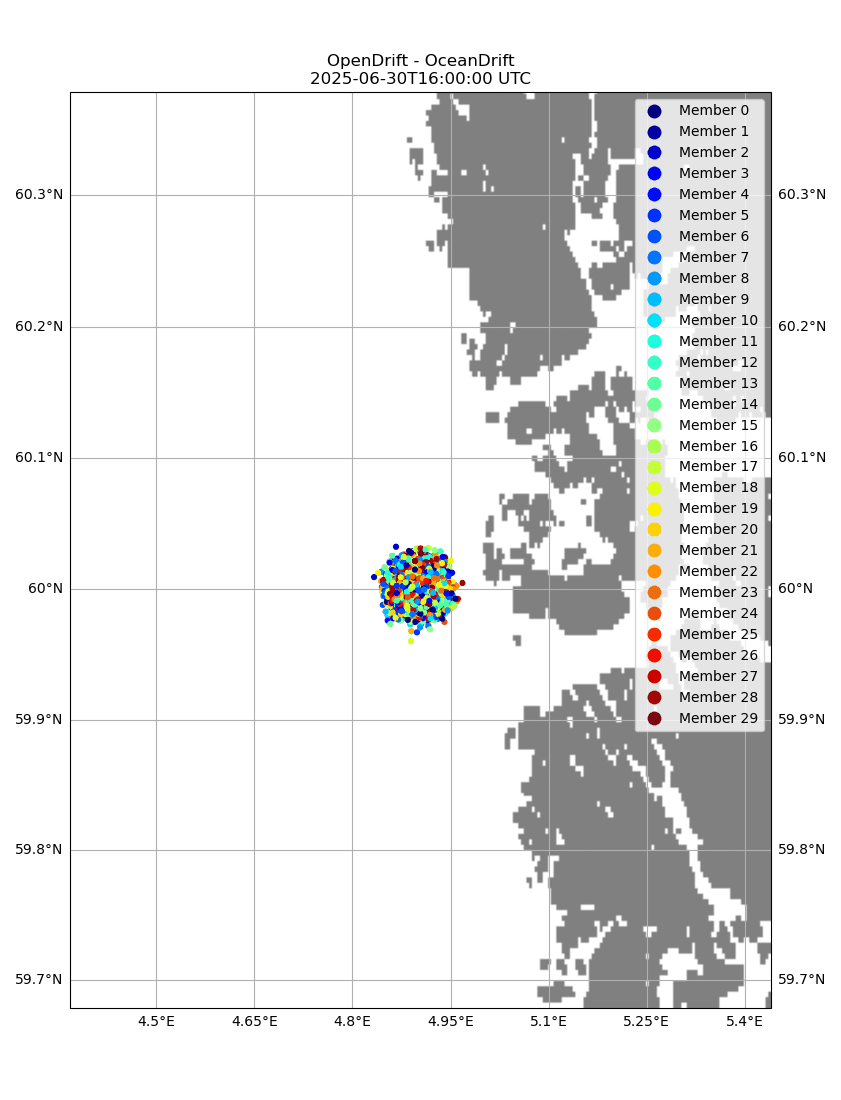 OpenDrift - OceanDrift
2025-06-30T16:00:00 UTC
Member 0
Member 1
Member 2
Member 3
60.3°N
60.3°N
Member 4
Member 5
Member 6
Member 7
Member 8
Member 9
Member 10
60.2°N
60.2°N
Member 11
Member 12
Member 13
Member 14
Member 15
Member 16
60.1°N
60.1°N
Member 17
Member 18
Member 19
Member 20
Member 21
Member 22
60°N
60°N
Member 23
Member 24
Member 25
Member 26
Member 27
Member 28
Member 29
59.9°N
59.9°N
59.8°N
59.8°N
59.7°N
59.7°N
4.5°E
4.65°E
4.8°E
4.95°E
5.1°E
5.25°E
5.4°E